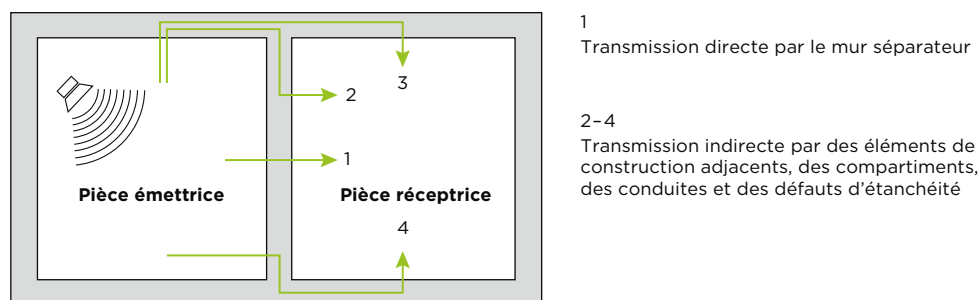 3
2
1
Pièce émettrice
Pièce réceptrice
4
1
Transmission directe par le mur séparateur
2–4
Transmission indirecte par des éléments de
construction adjacents, des compartiments,
des conduites et des défauts d’étanchéité